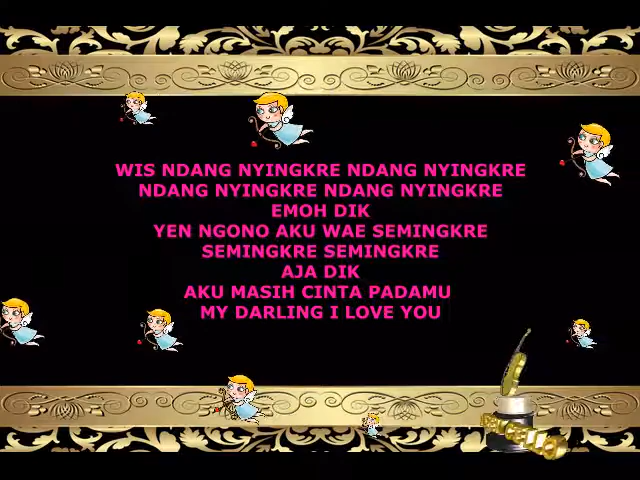 WIS NDANG NYINGKRE NDANG NYINGKRE
NDANG NYINGKRE NDANG NYINGKRE
EMOH DIK
YEN NGONO AKU WAE SEMINGKRE
SEMINGKRE SEMINGKRE
AJA DIK
AKU MASIH CINTA PADAMU
MY DARLING I LOVE YOU